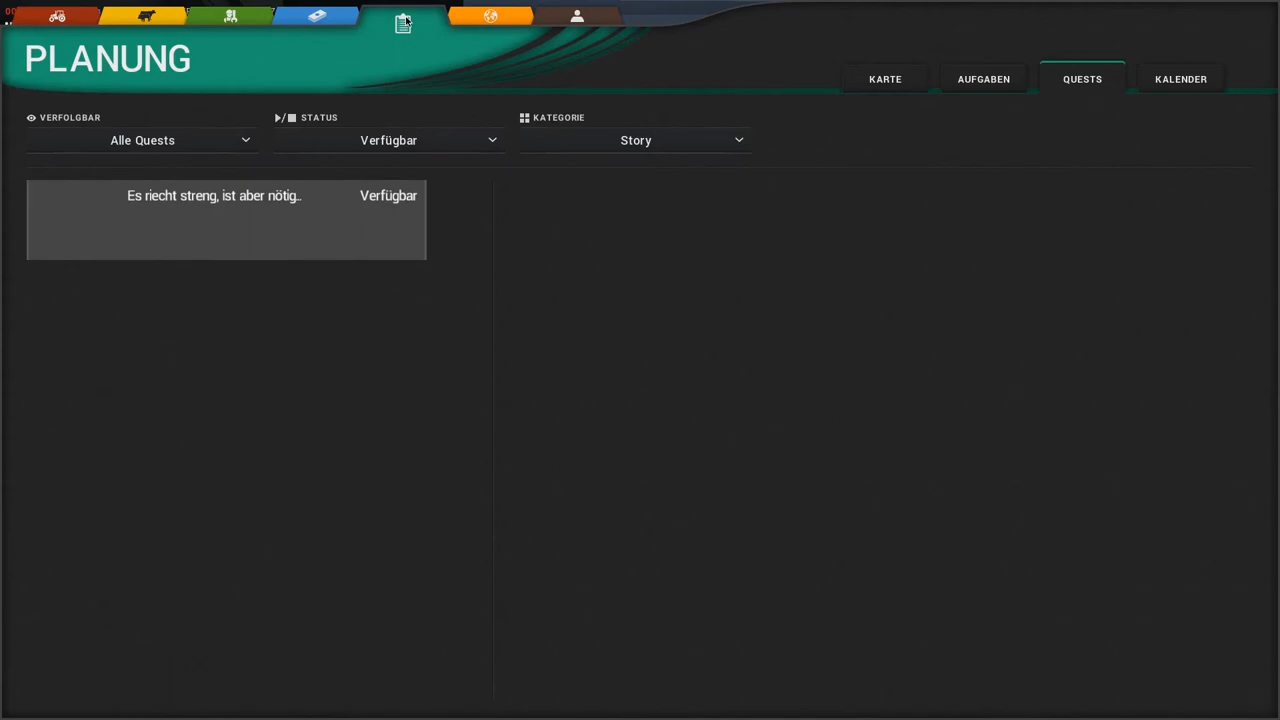 PLANUNG
KARTE
AUFGABEN
QUESTS
KALENDER
VERFOLGBAR
STATUS
KATEGORIE
Alle Quests
Verfügbar
Story
Es riecht streng, ist aber nötig..
Verfügbar